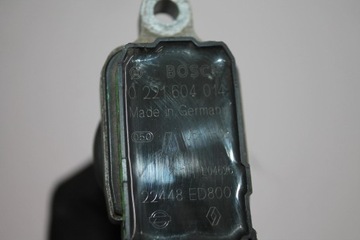 BOSCH
0 221 604 014
Made in Germany
22448 ED800